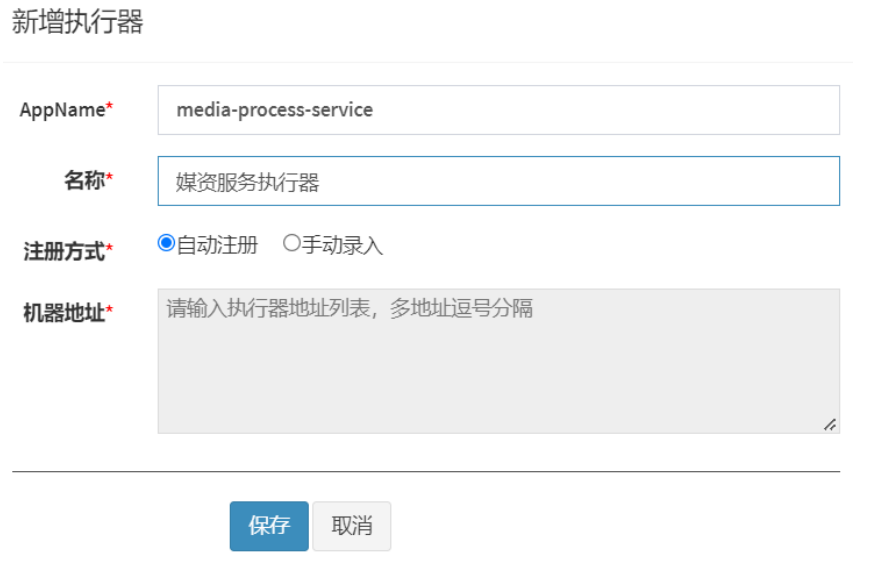 新增执行器
AppName* media-process-service
名称* 媒资服务执行器
注册方式* 自动注册 手动录入
机器地址* 请输入执行器地址列表，多地址逗号分隔
保存 取消